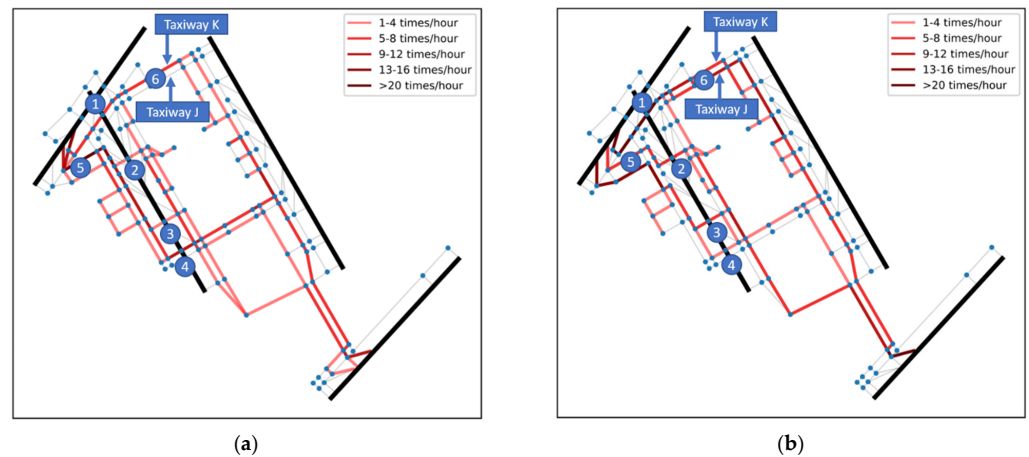 Taxiway K
1-4 times/hour
5-8 times/hour
9-12 times/hour
13-16 times/hour
>20 times/hour
6
Taxiway J
1
5
2
3
4
(a)
Taxiway K
1-4 times/hour
5-8 times/hour
9-12 times/hour
13-16 times/hour
>20 times/hour
6
Taxiway J
1
5
2
3
4
(b)